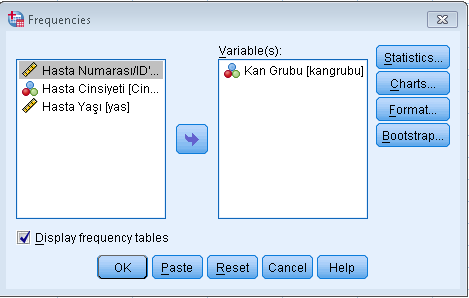 Frequencies
Variable(s):
Hasta Numarası/ID'...
Hasta Cinsiyeti [Cin...
Hasta Yaşı [yas]
Kan Grubu [kangrubu]
Statistics...
Charts...
Format...
Bootstrap...
Display frequency tables
OK Paste Reset Cancel Help